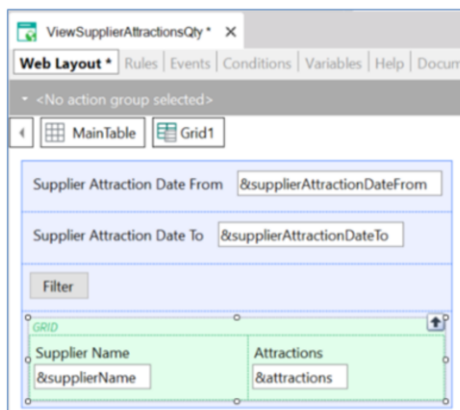 ViewSupplierAttractionsQty * X
Web Layout * Rules Events Conditions Variables Help Docum
<No action group selected>
MainTable Grid1
Supplier Attraction Date From &supplierAttractionDateFrom
Supplier Attraction Date To &supplierAttractionDateTo
Filter
GRID
Supplier Name Attractions
&supplierName &attractions